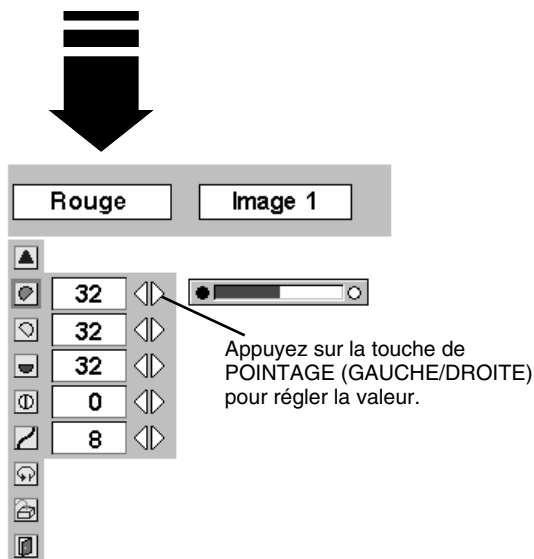 Rouge Image 1
32
32
32
0
8
Appuyez sur la touche de
POINTAGE (GAUCHE/DROITE)
pour régler la valeur.